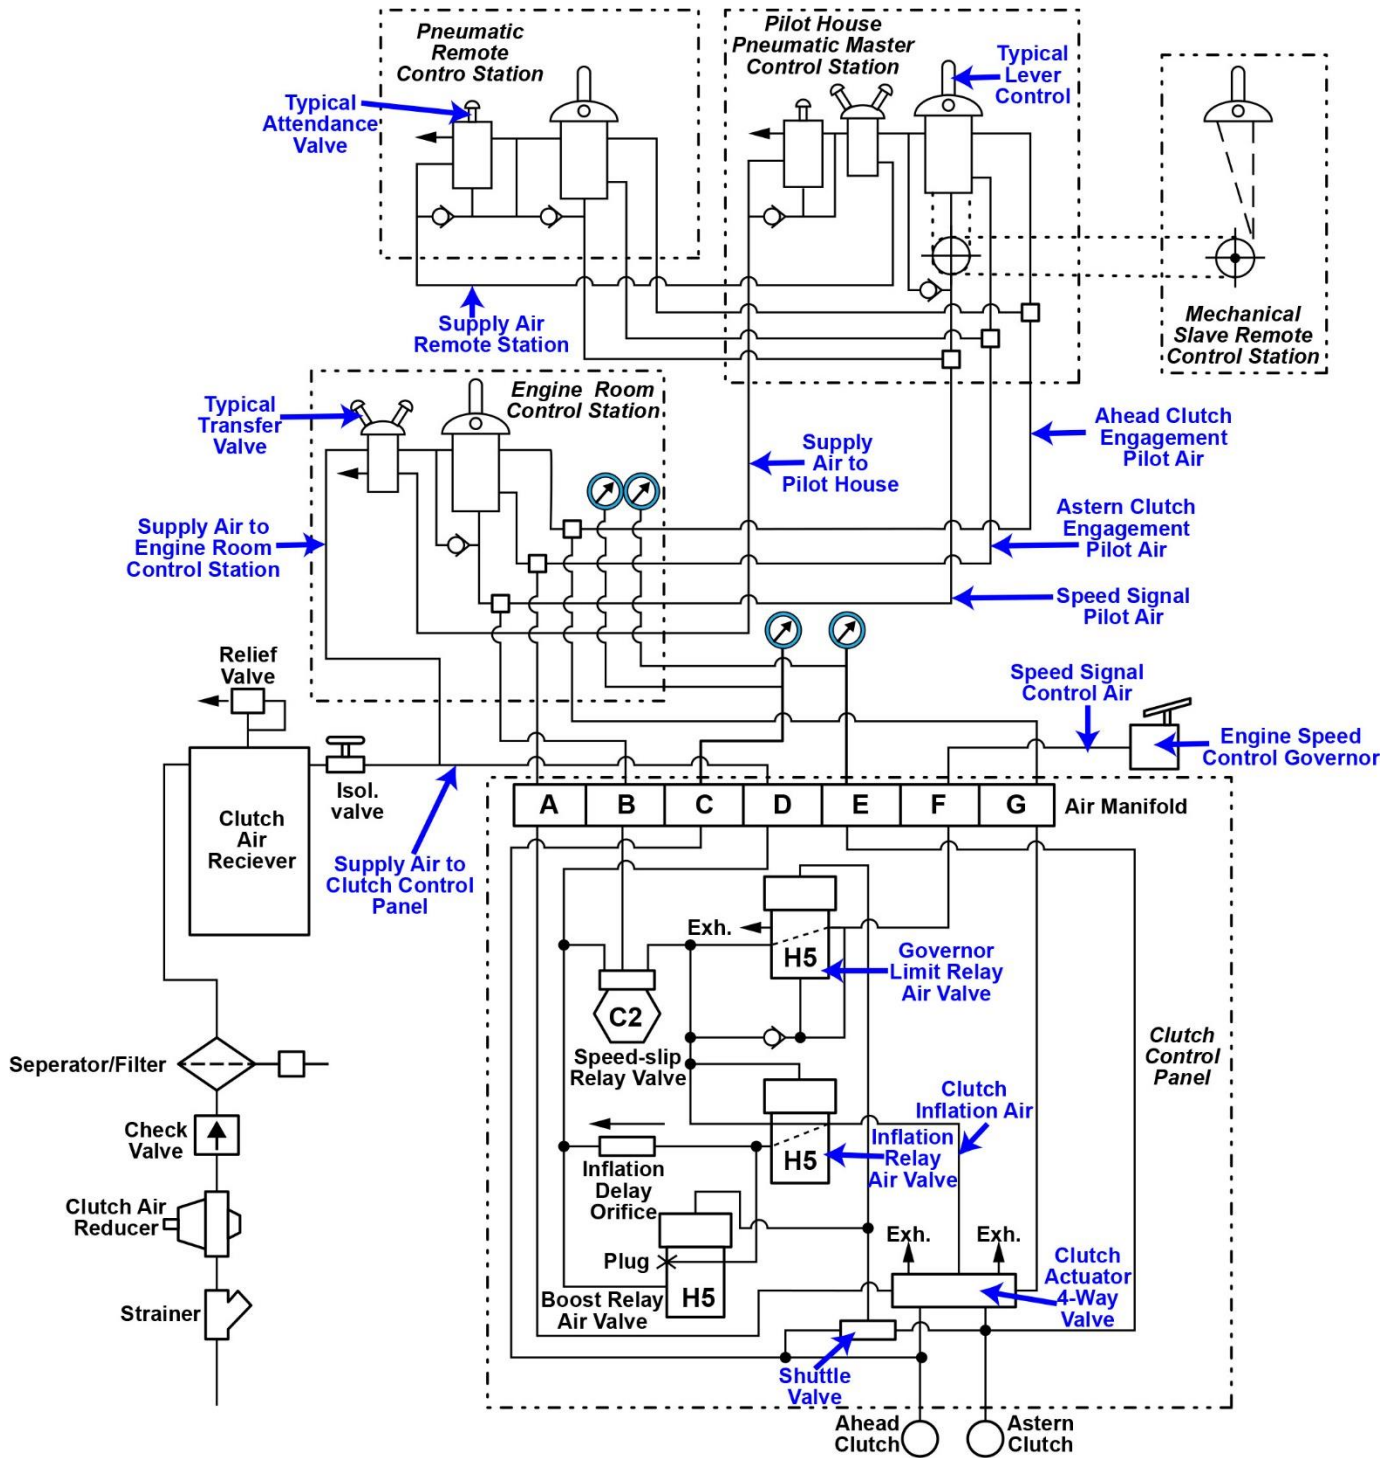 Pneumatic
Remote
Contro Station
Typical
Attendance
Valve
Pilot House
Pneumatic Master
Control Station
Typical
Lever
Control
Supply Air
Remote Station
Mechanical
Slave Remote
Control Station
Engine Room
Control Station
Typical
Transfer
Valve
Supply
Air to
Pilot House
Ahead Clutch
Engagement
Pilot Air
Astern Clutch
Engagement
Pilot Air
Supply Air to
Engine Room
Control Station
Speed Signal
Pilot Air
Relief
Valve
Speed Signal
Control Air
Engine Speed
Control Governor
Isol.
valve
A B C D E F G
Air Manifold
Clutch
Air
Reciever
Supply Air to
Clutch Control
Panel
Exh.
H5
Governor
Limit Relay
Air Valve
C2
Speed-slip
Relay Valve
Clutch
Control
Panel
Seperator/Filter
Clutch
Inflation Air
Check
Valve
Inflation
Delay
Orifice
H5
Inflation
Relay
Air Valve
Clutch Air
Reducer
Plug
H5
Boost Relay
Air Valve
Exh.
Exh.
Clutch
Actuator
4-Way
Valve
Strainer
Shuttle
Valve
Ahead
Clutch
Astern
Clutch